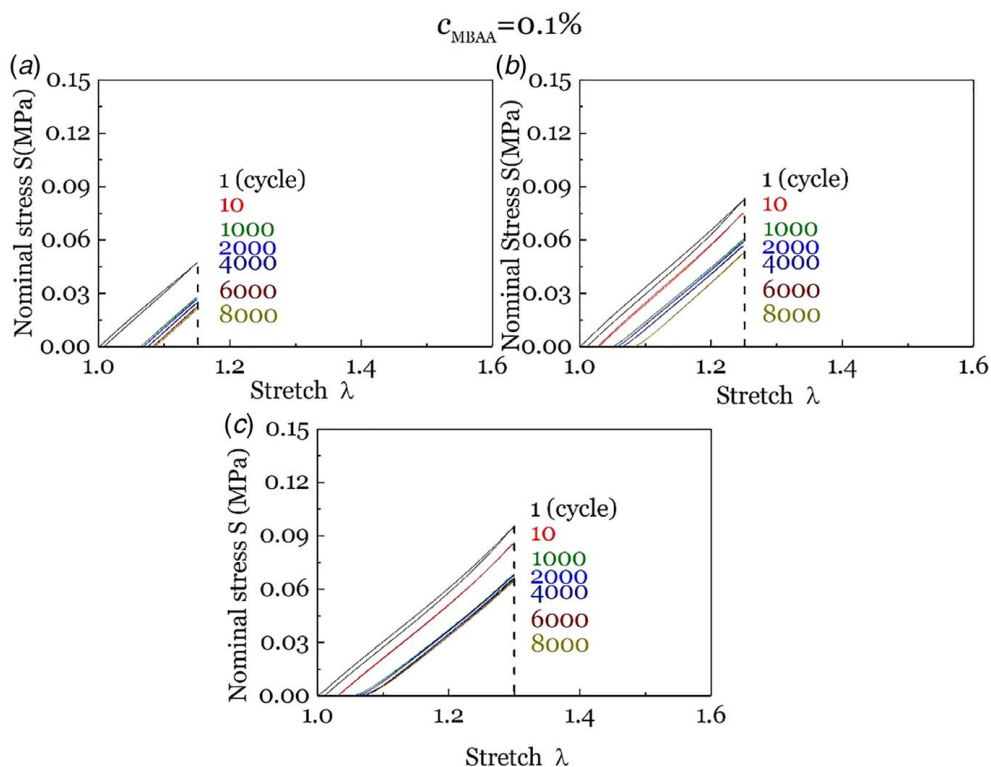 cMBAA=0.1%
(a)
0.15
0.12
0.09
0.06
0.03
0.00
Nominal stress S(MPa)
1 (cycle)
10
1000
2000
4000
6000
8000
1.0 1.2 1.4 1.6
Stretch λ
(b)
0.15
0.12
0.09
0.06
0.03
0.00
Nominal Stress S(MPa)
1 (cycle)
10
1000
2000
4000
6000
8000
1.0 1.2 1.4 1.6
Stretch λ
(c)
0.15
0.12
0.09
0.06
0.03
0.00
Nominal stress S (MPa)
1 (cycle)
10
1000
2000
4000
6000
8000
1.0 1.2 1.4 1.6
Stretch λ